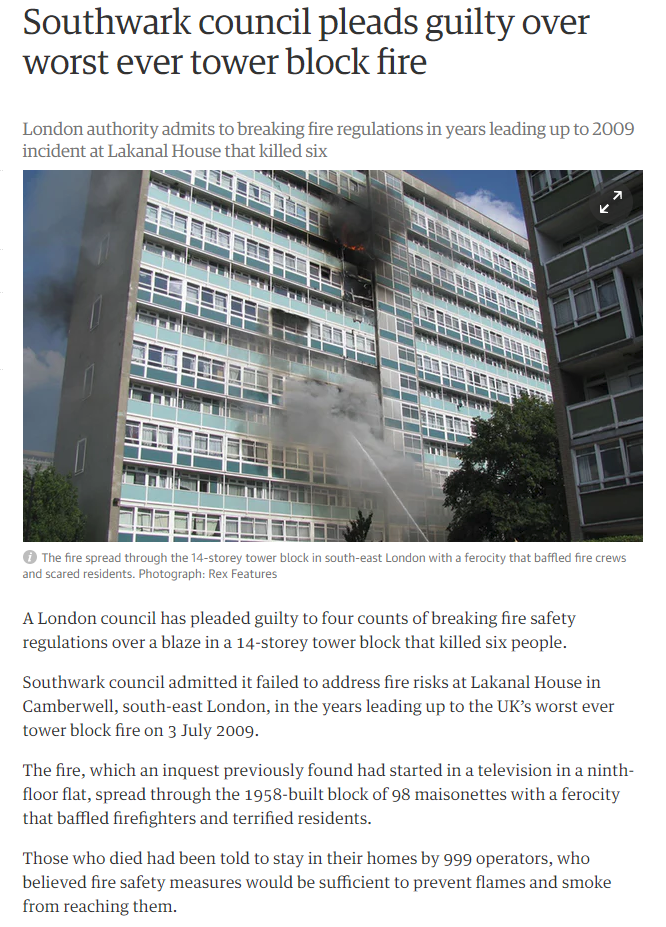 Southwark council pleads guilty over
worst ever tower block fire
London authority admits to breaking fire regulations in years leading up to 2009
incident at Lakanal House that killed six
The fire spread through the 14-storey tower block in south-east London with a ferocity that baffled fire crews
and scared residents. Photograph: Rex Features
A London council has pleaded guilty to four counts of breaking fire safety
regulations over a blaze in a 14-storey tower block that killed six people.
Southwark council admitted it failed to address fire risks at Lakanal House in
Camberwell, south-east London, in the years leading up to the UK’s worst ever
tower block fire on 3 July 2009.
The fire, which an inquest previously found had started in a television in a ninth-
floor flat, spread through the 1958-built block of 98 maisonettes with a ferocity
that baffled firefighters and terrified residents.
Those who died had been told to stay in their homes by 999 operators, who
believed fire safety measures would be sufficient to prevent flames and smoke
from reaching them.